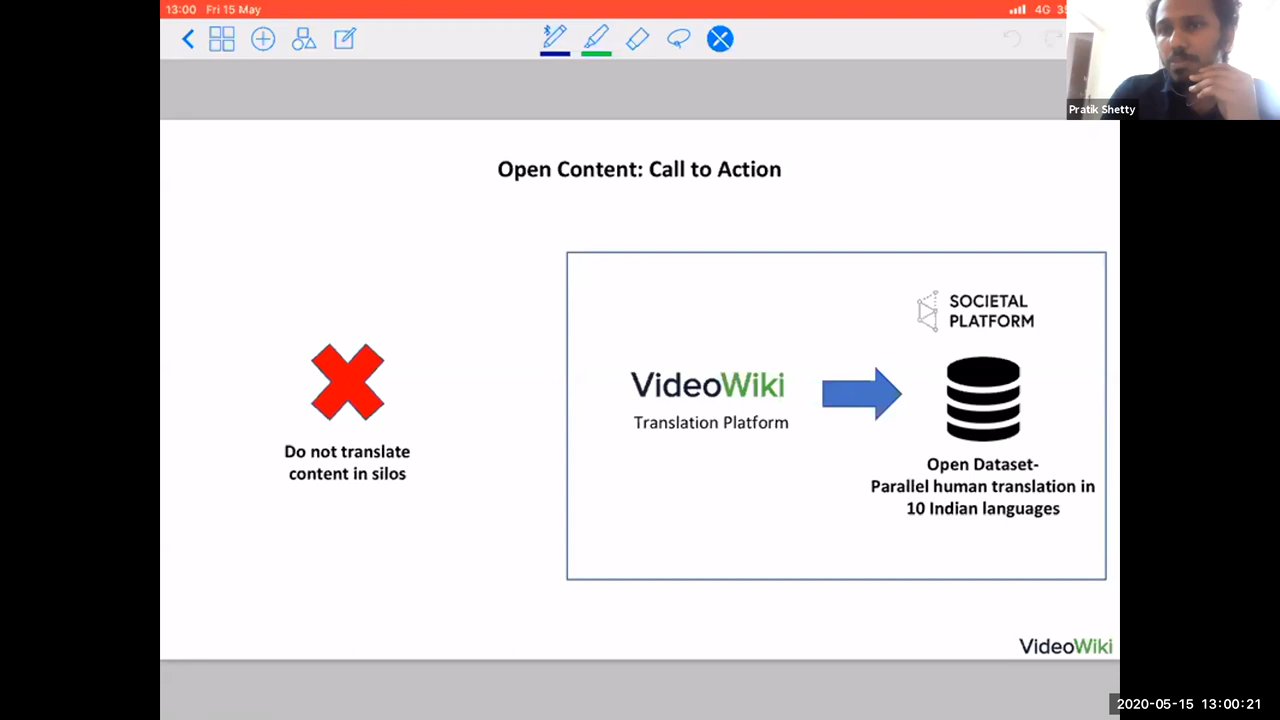 13:00 Fri 15 May
4G
Pratik Shetty
Open Content: Call to Action
SOCIETAL
PLATFORM
VideoWiki
Translation Platform
Do not translate
content in silos
Open Dataset-
Parallel human translation in
10 Indian languages
VideoWiki
2020-05-15 13:00:21